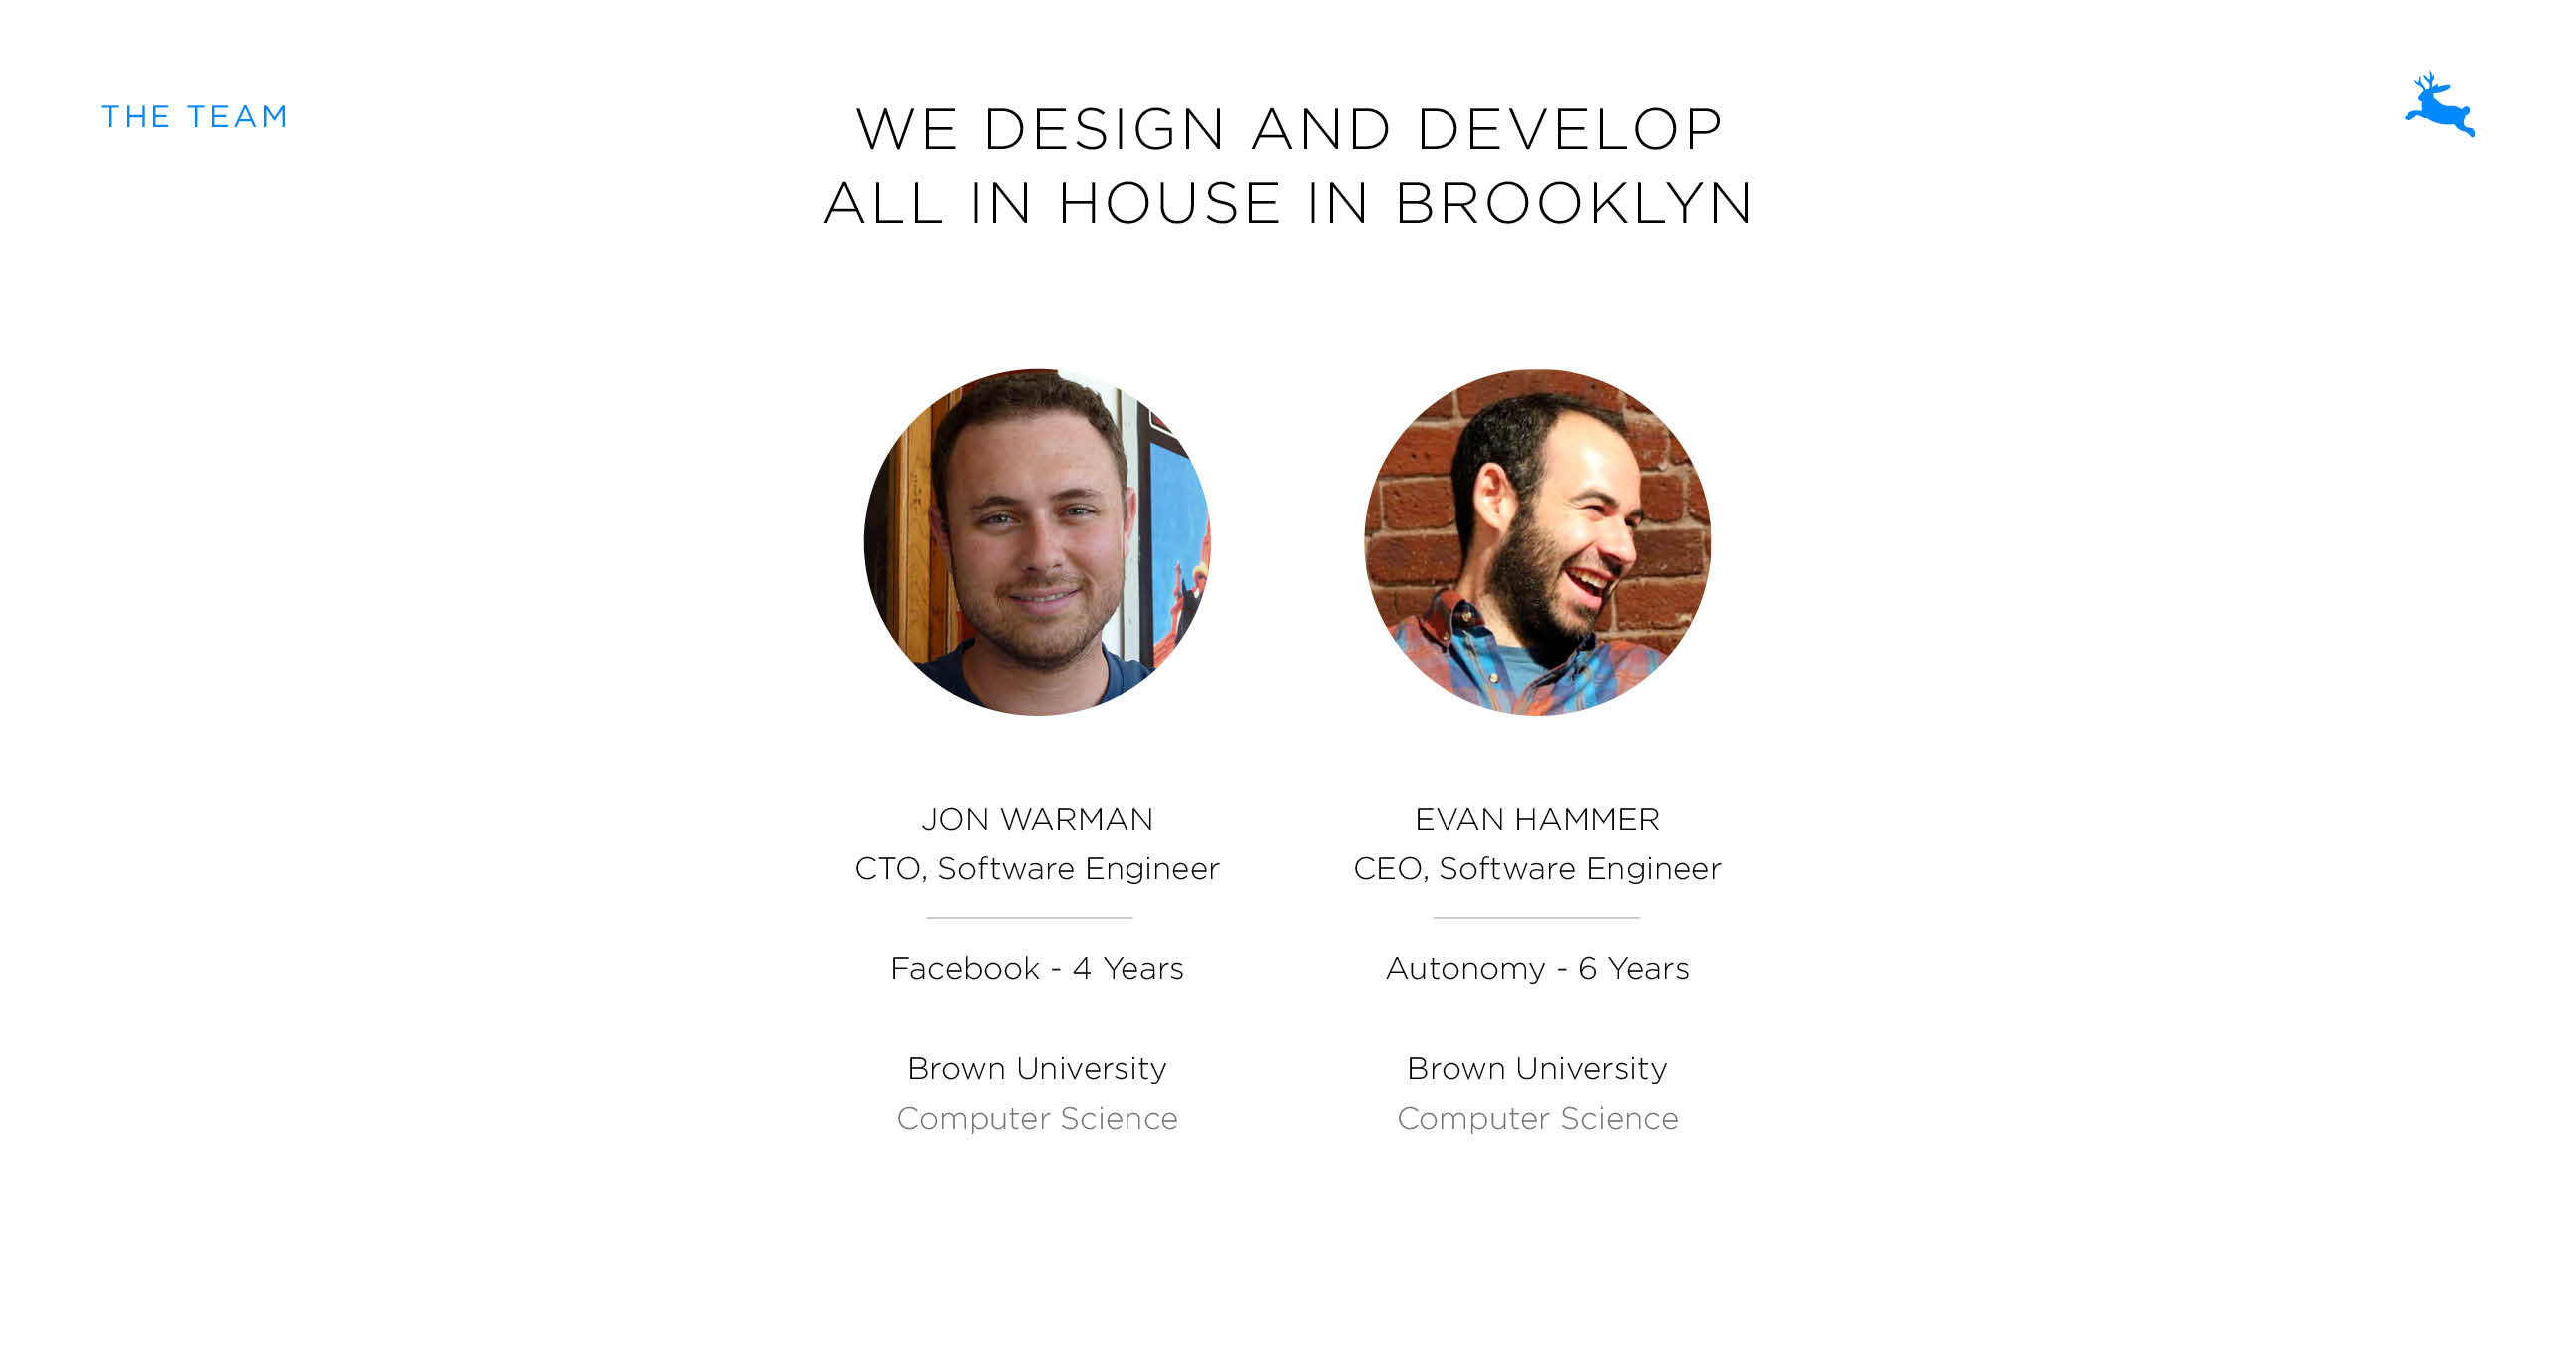 THE TEAM
WE DESIGN AND DEVELOP
ALL IN HOUSE IN BROOKLYN
JON WARMAN
CTO, Software Engineer
Facebook - 4 Years
Brown University
Computer Science
EVAN HAMMER
CEO, Software Engineer
Autonomy - 6 Years
Brown University
Computer Science